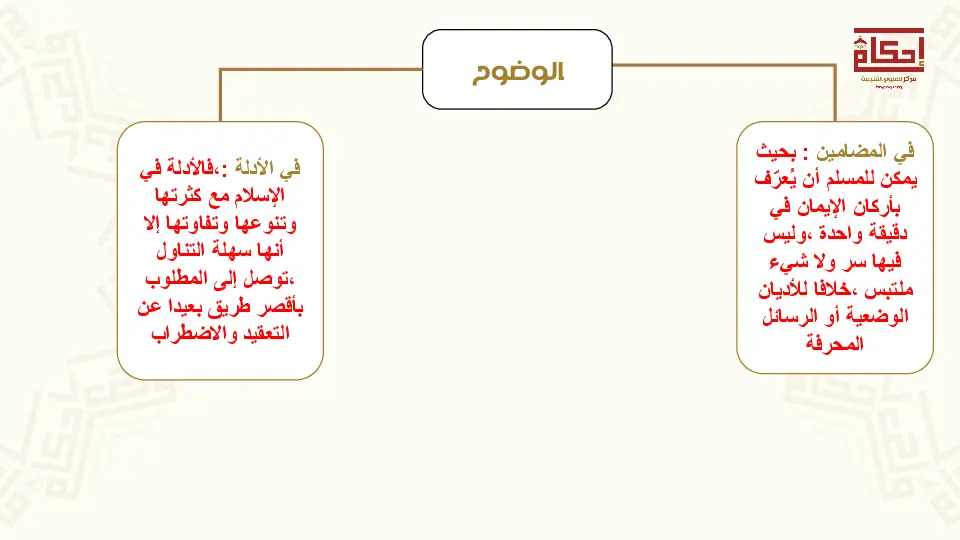 إحكام
مركز للعلوم الشرعية
الوضوح
في المضامين : بحيث
يمكن للمسلم أن يُعرّف
بأركان الإيمان في
دقيقة واحدة ،وليس
فيها سر ولا شيء
ملتبس ،خلافا للأديان
الوضعية أو الرسائل
المحرفة
في الأدلة :،فالأدلة في
الإسلام مع كثرتها
وتنوعها وتفاوتها إلا
أنها سهلة التناول
،توصل إلى المطلوب
بأقصر طريق بعيدا عن
التعقيد والاضطراب